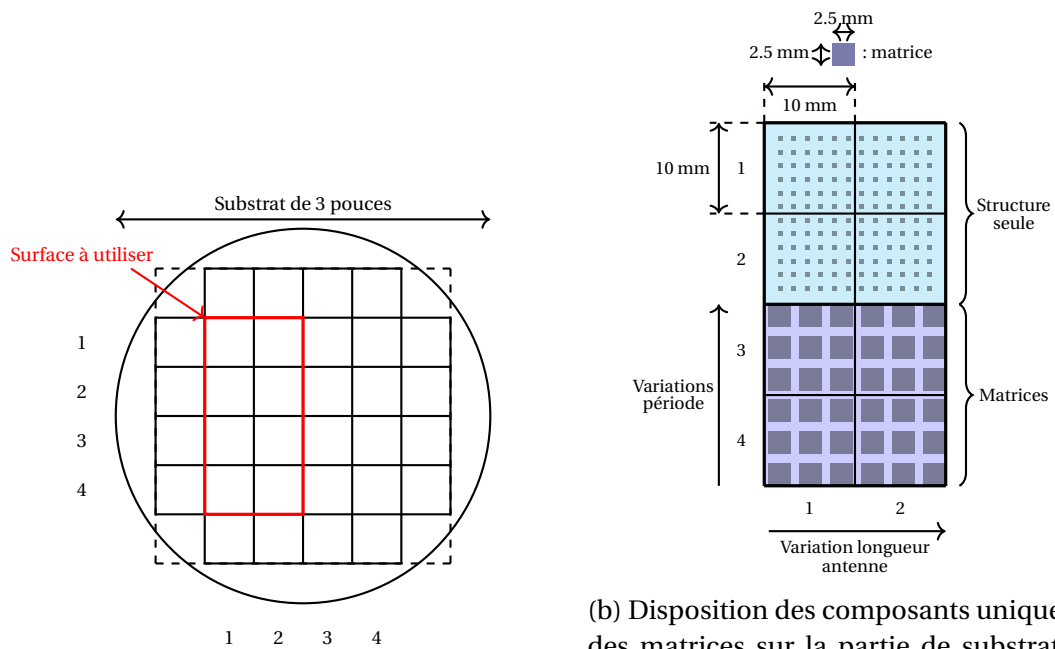 Substrat de 3 pouces
Surface à utiliser
1
2
3
4
1 2 3 4
2.5 mm
2.5 mm : matrice
10 mm
10 mm
1
2
3
4
Structure
seule
Variations
période
Matrices
1 2
Variation longueur
antenne
(b) Disposition des composants unique
des matrices sur la partie de substrat